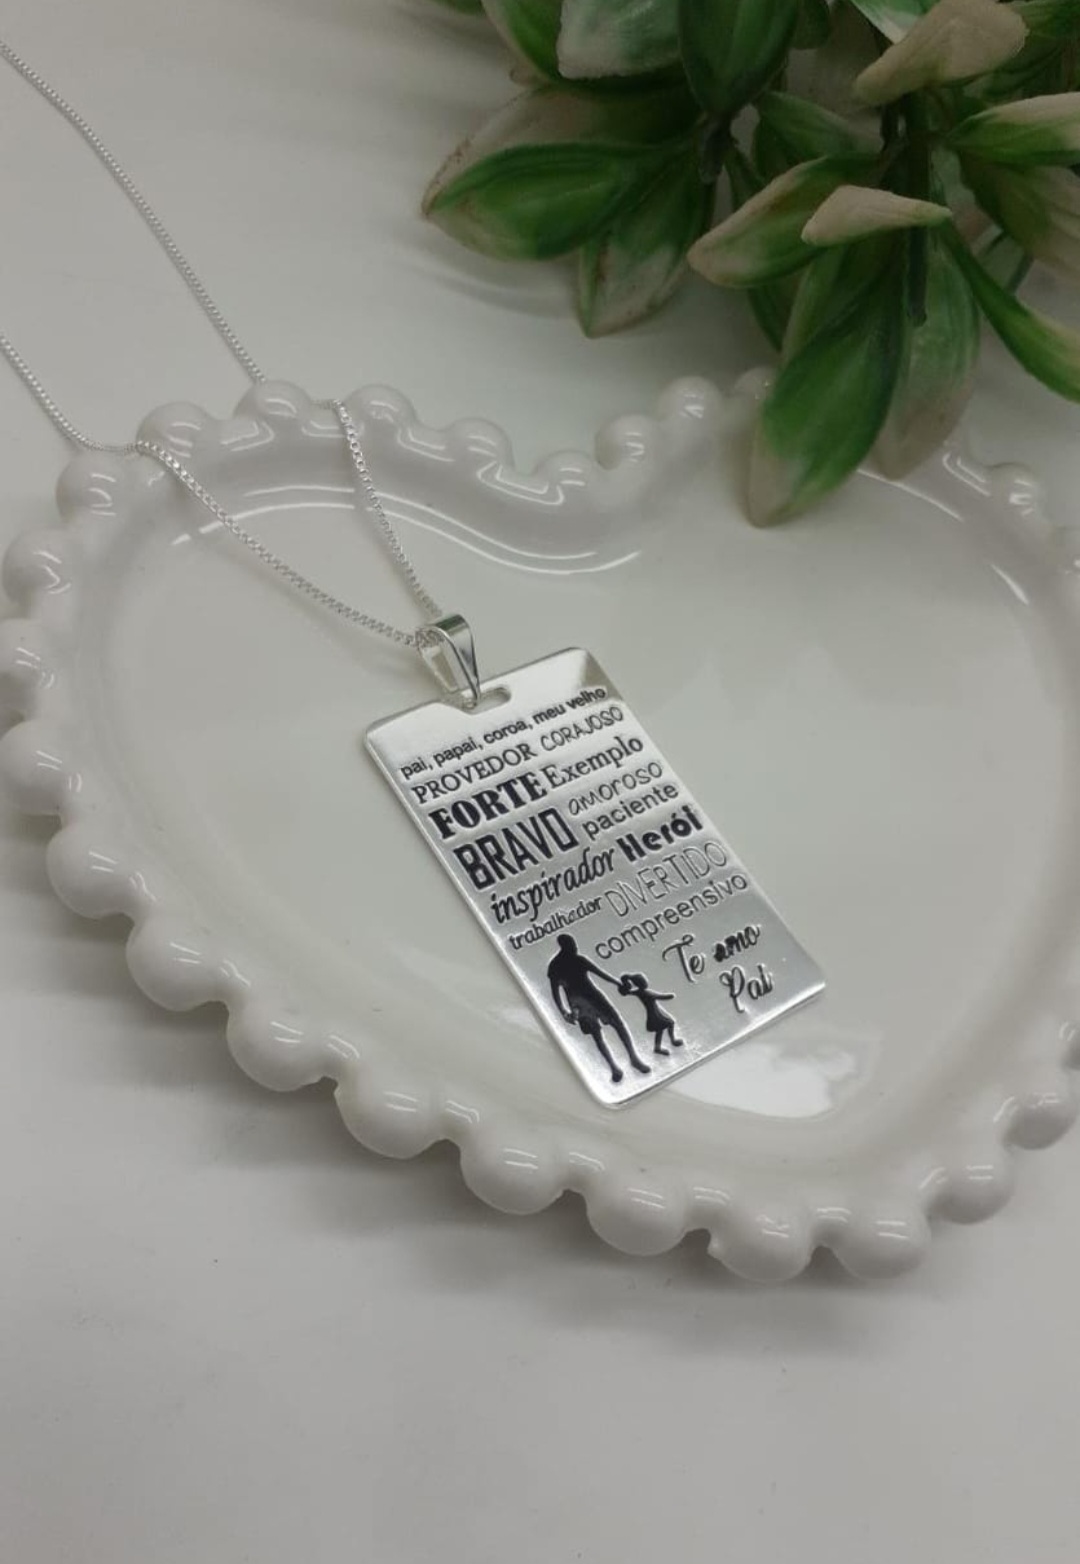 pai, papai, coroa, meu velho
PROVEDOR CORAJOSO
FORTE Exemplo
BRAVO amoroso
paciente
inspirador Herói
trabalhador DIVERTIDO
compreensivo
Te amo
Pai